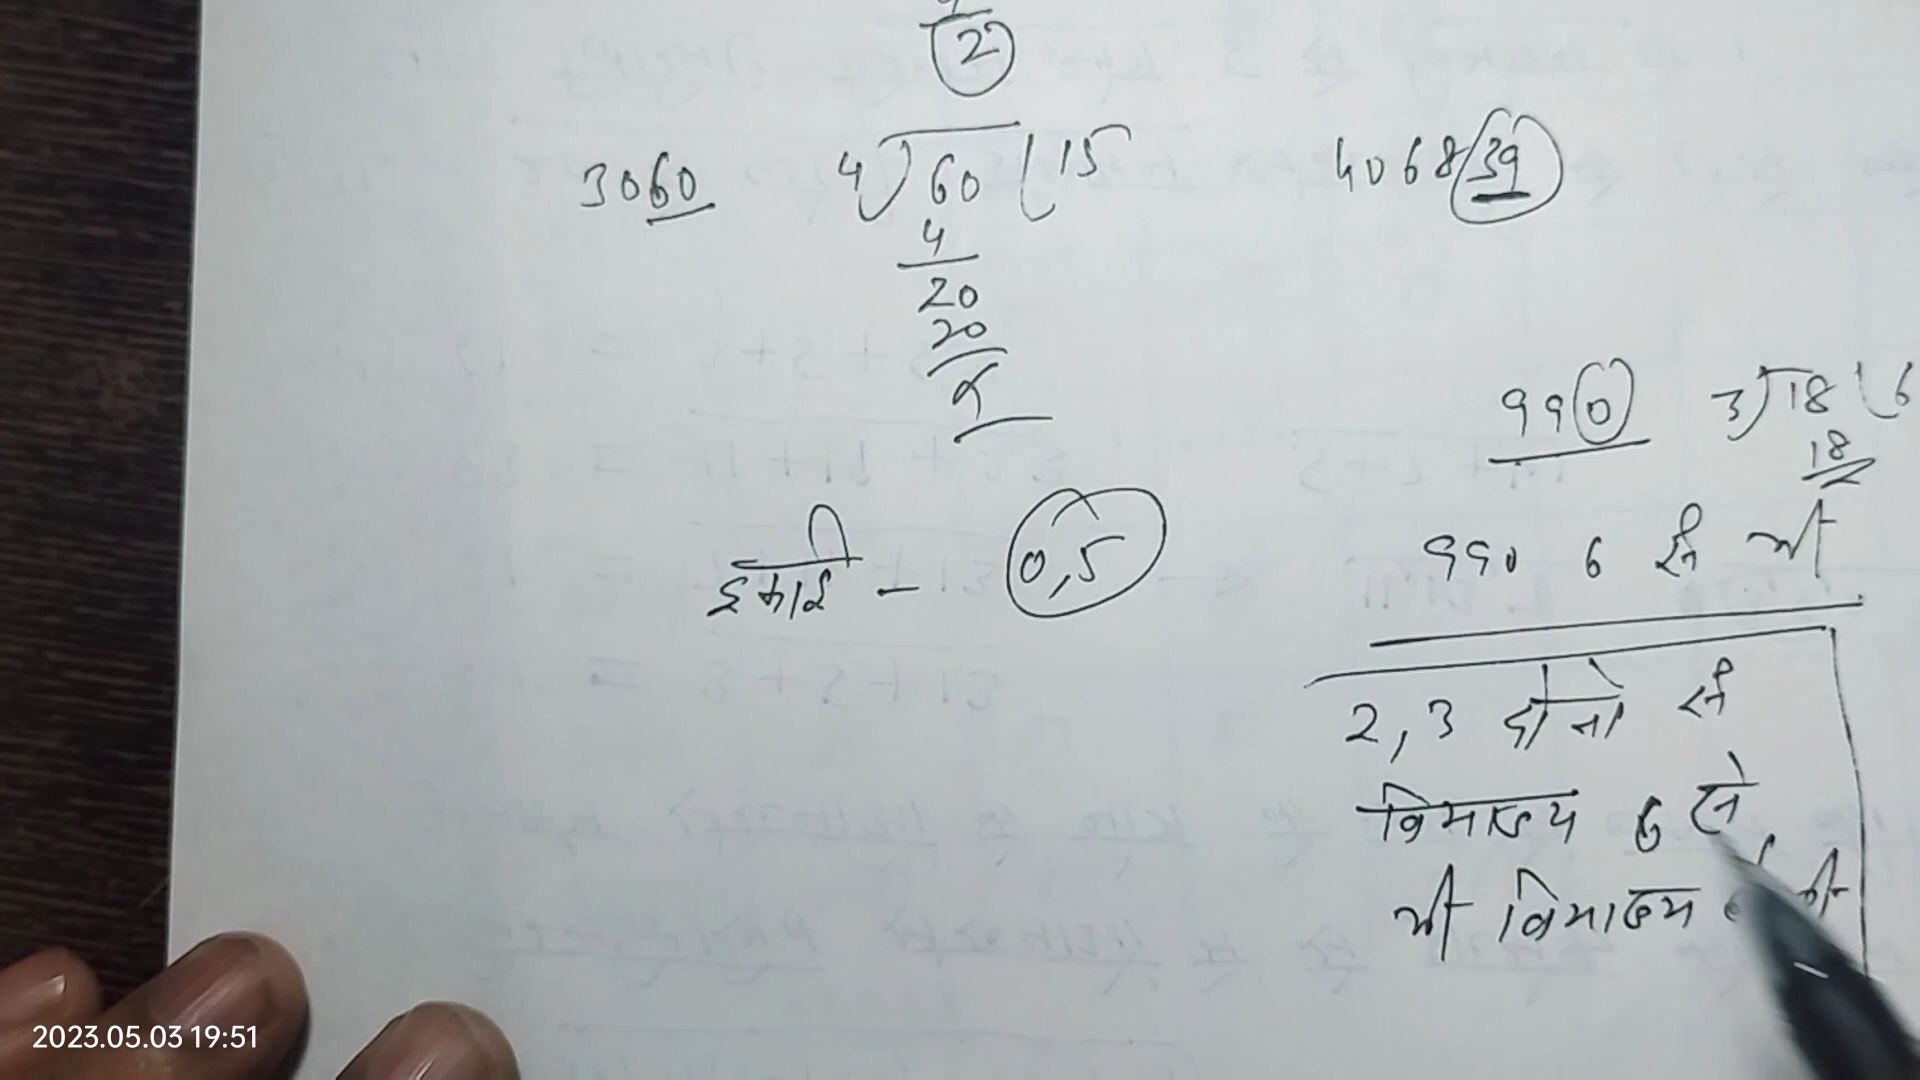 2
3060 4)60(15 4068/39
4
20
20
990 3)18(6
18
इकाई - 0,5
990 6 से भी
2, 3 दोनो से
विभाज्य 6 से
भी विभाज्य
2023.05.03 19:51